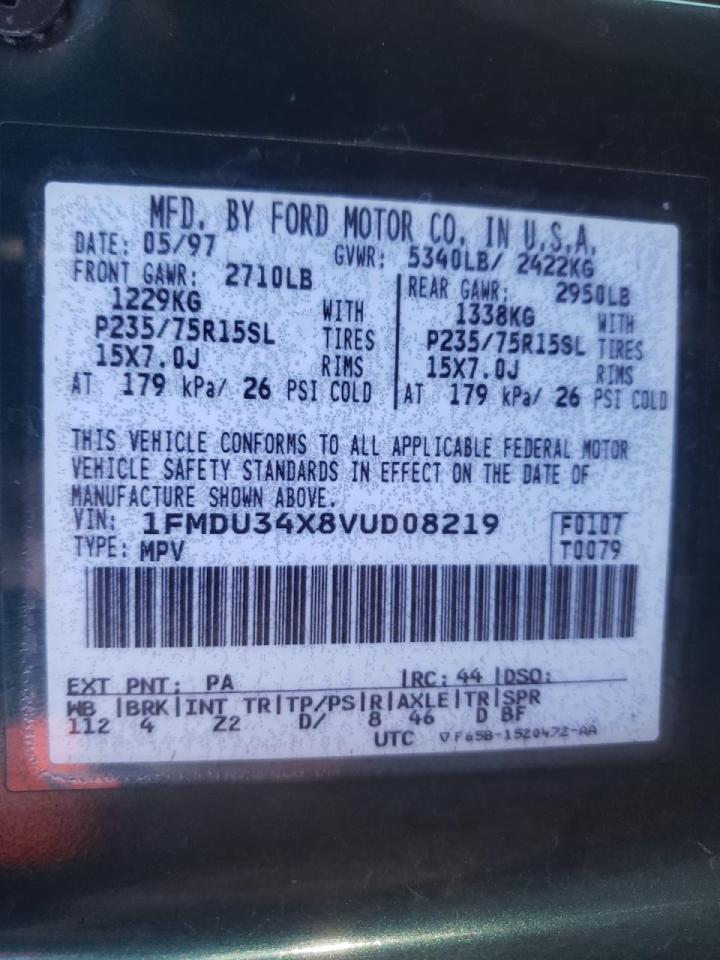 MFD. BY FORD MOTOR CO. IN U.S.A.
DATE: 05/97 GVWR: 5340LB/ 2422KG
FRONT GAWR: 2710LB REAR GAWR: 2950LB
1229KG WITH 1338KG WITH
P235/75R15SL TIRES P235/75R15SL TIRES
15X7.0J RIMS 15X7.0J RIMS
AT 179 kPa/ 26 PSI COLD AT 179 kPa/ 26 PSI COLD
THIS VEHICLE CONFORMS TO ALL APPLICABLE FEDERAL MOTOR
VEHICLE SAFETY STANDARDS IN EFFECT ON THE DATE OF
MANUFACTURE SHOWN ABOVE.
VIN: 1FMDU34X8VUD08219 F0107
TYPE: MPV T0079
EXT PNT: PA RC: 44 DSO:
WB BRK INT TR TP/PS R AXLE TR SPR
112 4 Z2 D/ 8 46 D BF
UTC ▽F65B-1520472-AA